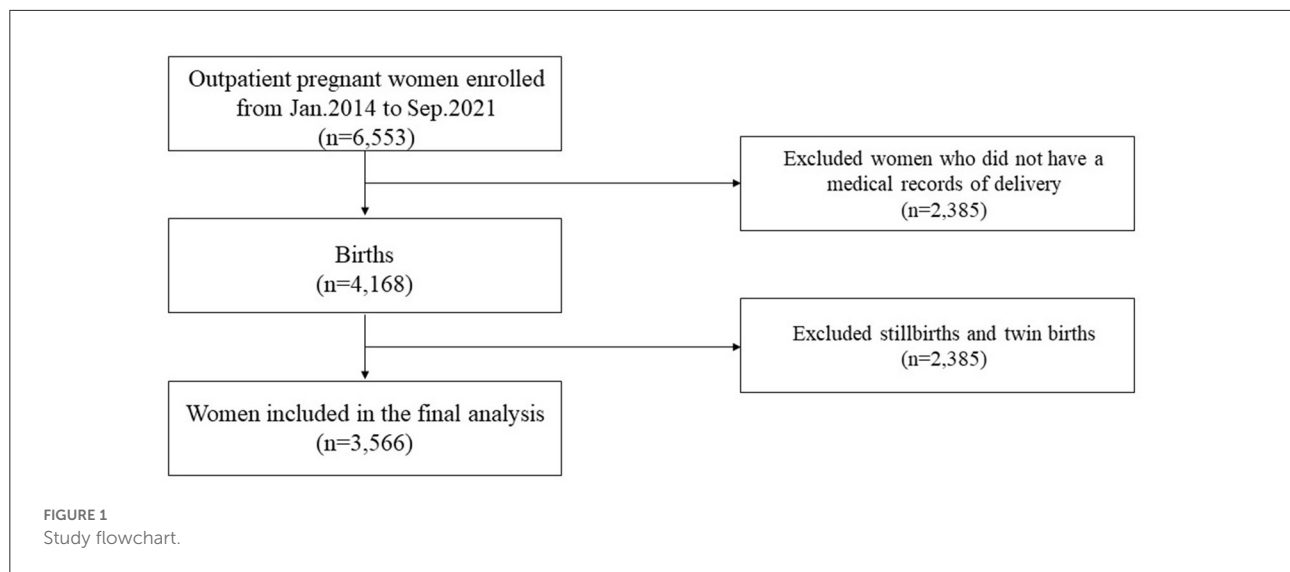 Outpatient pregnant women enrolled
from Jan.2014 to Sep.2021
(n=6,553)
Excluded women who did not have a
medical records of delivery
(n=2,385)
Births
(n=4,168)
Excluded stillbirths and twin births
(n=2,385)
Women included in the final analysis
(n=3,566)
FIGURE 1
Study flowchart.